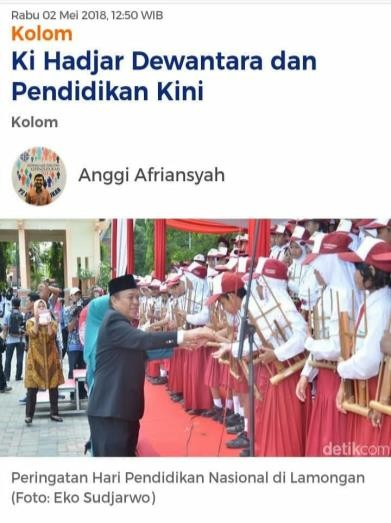 Rabu 02 Mei 2018, 12:50 WIB
Kolom
Ki Hadjar Dewantara dan
Pendidikan Kini
Kolom
Anggi Afriansyah
detikcom
Peringatan Hari Pendidikan Nasional di Lamongan
(Foto: Eko Sudjarwo)